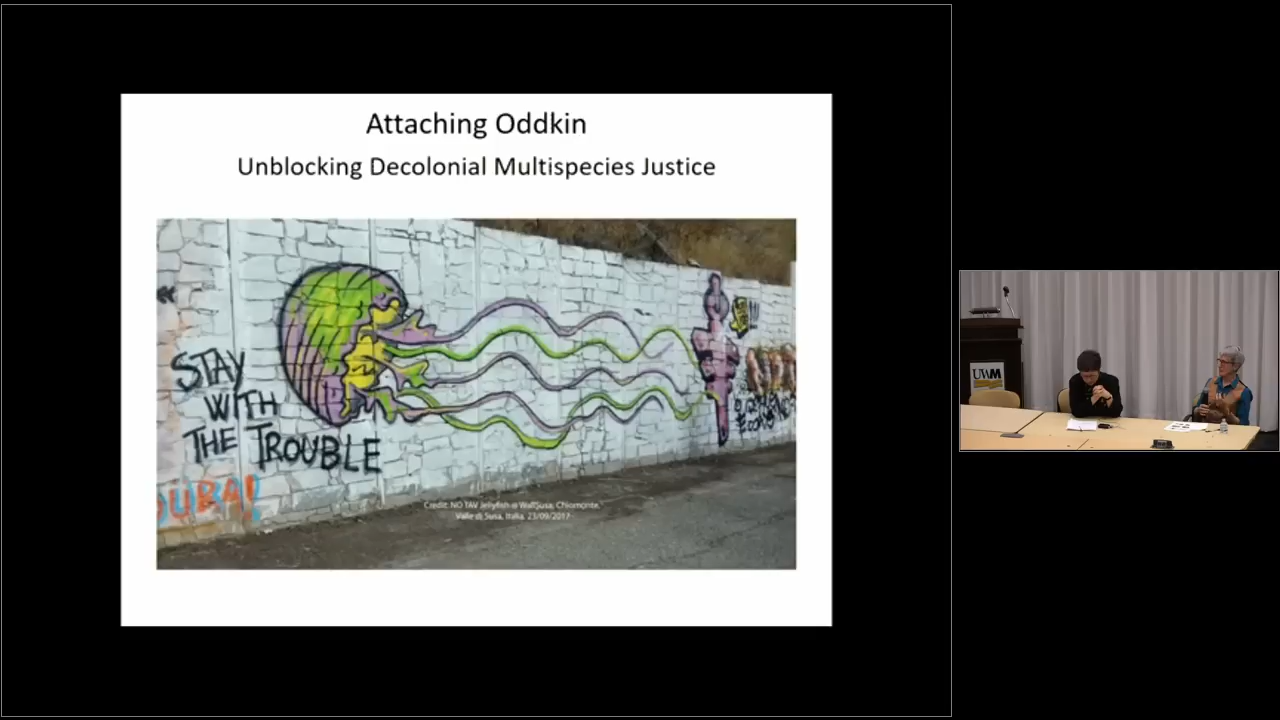 Attaching Oddkin
Unblocking Decolonial Multispecies Justice
STAY
WITH
THE TROUBLE
Credit: NO TAV Jellyfish @ WallSusa, Chiomonte,
Valle di Susa, Italia, 23/09/2017
UWM